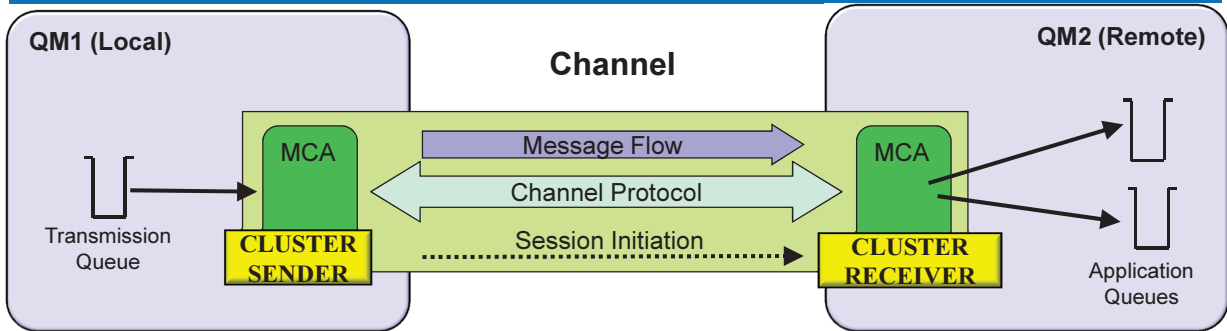 QM1 (Local)
Channel
QM2 (Remote)
MCA
Message Flow
MCA
Channel Protocol
Session Initiation
Transmission
Queue
CLUSTER
SENDER
CLUSTER
RECEIVER
Application
Queues